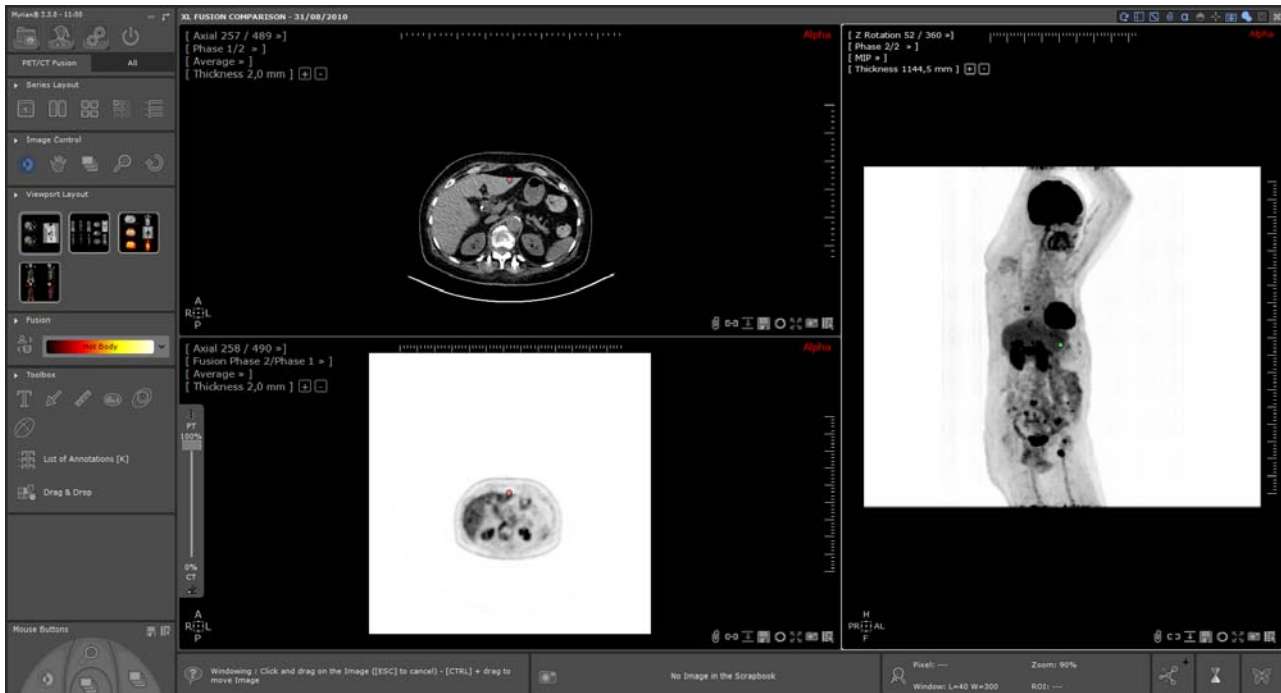 Myrian® 2.3.0 - 11:00
XL FUSION COMPARISON - 31/08/2010
PET/CT Fusion
All
Series Layout
Image Control
Viewport Layout
Fusion
Hot Body
Toolbox
List of Annotations [K]
Drag & Drop
Mouse Buttons
[ Axial 257 / 489 »]
[ Phase 1/2 » ]
[ Average » ]
[ Thickness 2,0 mm ]
Alpha
A
R L
P
[ Axial 258 / 490 »]
[ Fusion Phase 2/Phase 1 » ]
[ Average » ]
[ Thickness 2,0 mm ]
Alpha
PT
100%
0%
CT
A
R L
P
[ Z Rotation 52 / 360 »]
[ Phase 2/2 » ]
[ MIP » ]
[ Thickness 1144,5 mm ]
Alpha
H
PR AL
F
Windowing : Click and drag on the Image ([ESC] to cancel) - [CTRL] + drag to
move Image
No Image in the Scrapbook
Pixel: ---
Zoom: 90%
Window: L=40 W=300
ROI: ---